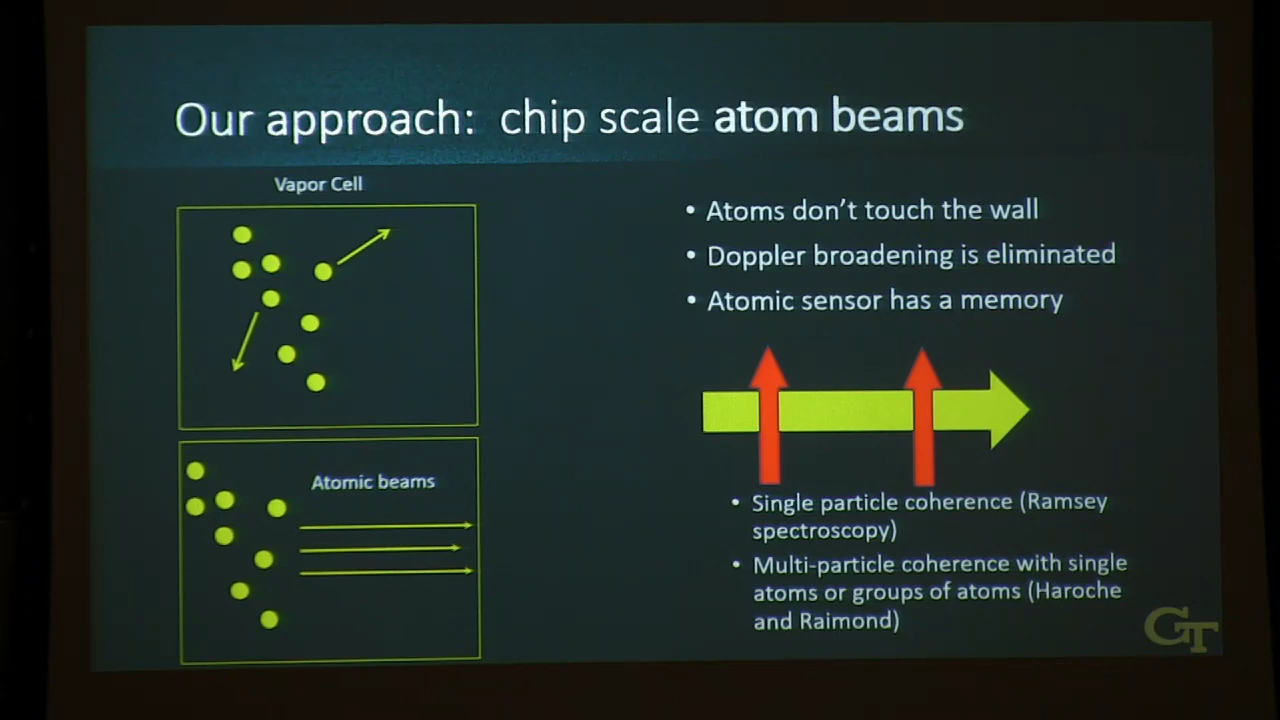 Our approach: chip scale atom beams
Vapor Cell
Atomic beams
• Atoms don't touch the wall
• Doppler broadening is eliminated
• Atomic sensor has a memory
• Single particle coherence (Ramsey
spectroscopy)
• Multi-particle coherence with single
atoms or groups of atoms (Haroche
and Raimond)
GT